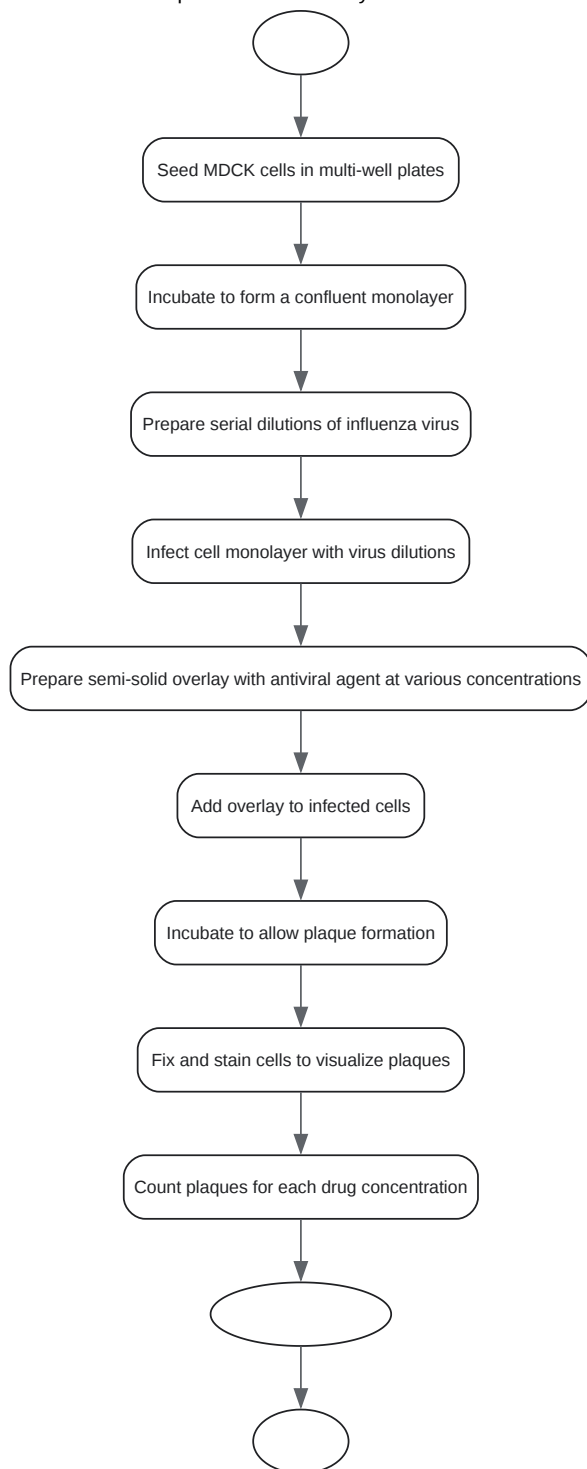 Seed MDCK cells in multi-well plates
Incubate to form a confluent monolayer
Prepare serial dilutions of influenza virus
Infect cell monolayer with virus dilutions
Prepare semi-solid overlay with antiviral agent at various concentrations
Add overlay to infected cells
Incubate to allow plaque formation
Fix and stain cells to visualize plaques
Count plaques for each drug concentration